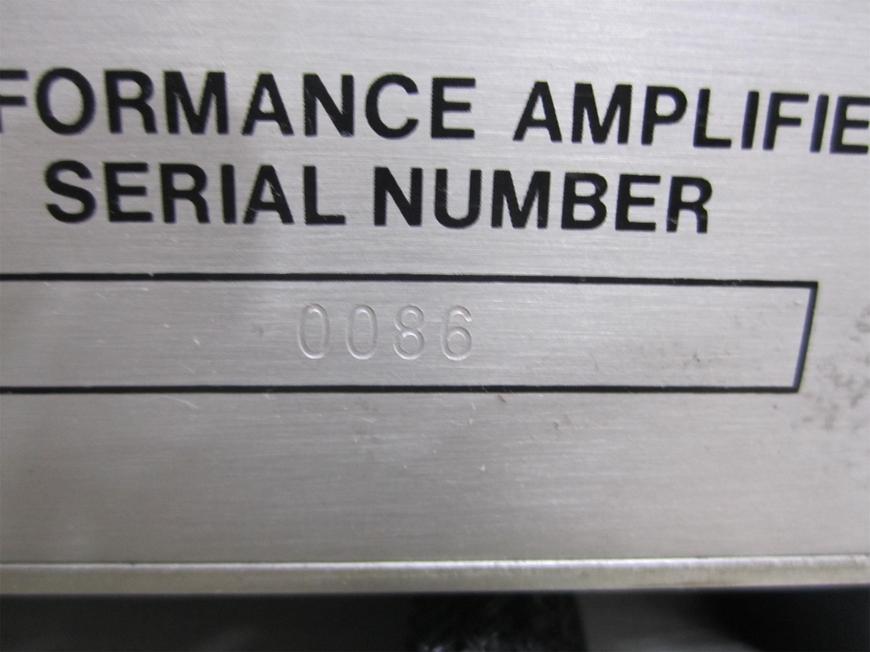 FORMANCE AMPLIFIE
SERIAL NUMBER
0086